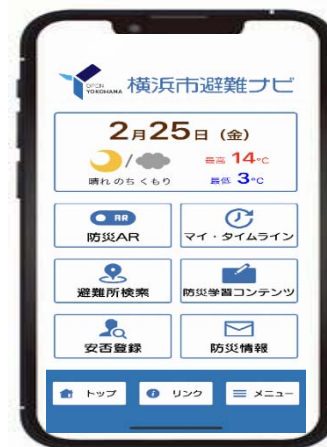 OPEN
YOKOHAMA
横浜市避難ナビ
2月25日（金）
/
最高 14℃
晴れ のち くもり
最低 3℃
AR
防災AR
マイ・タイムライン
避難所検索
防災学習コンテンツ
安否登録
防災情報
トップ
リンク
メニュー